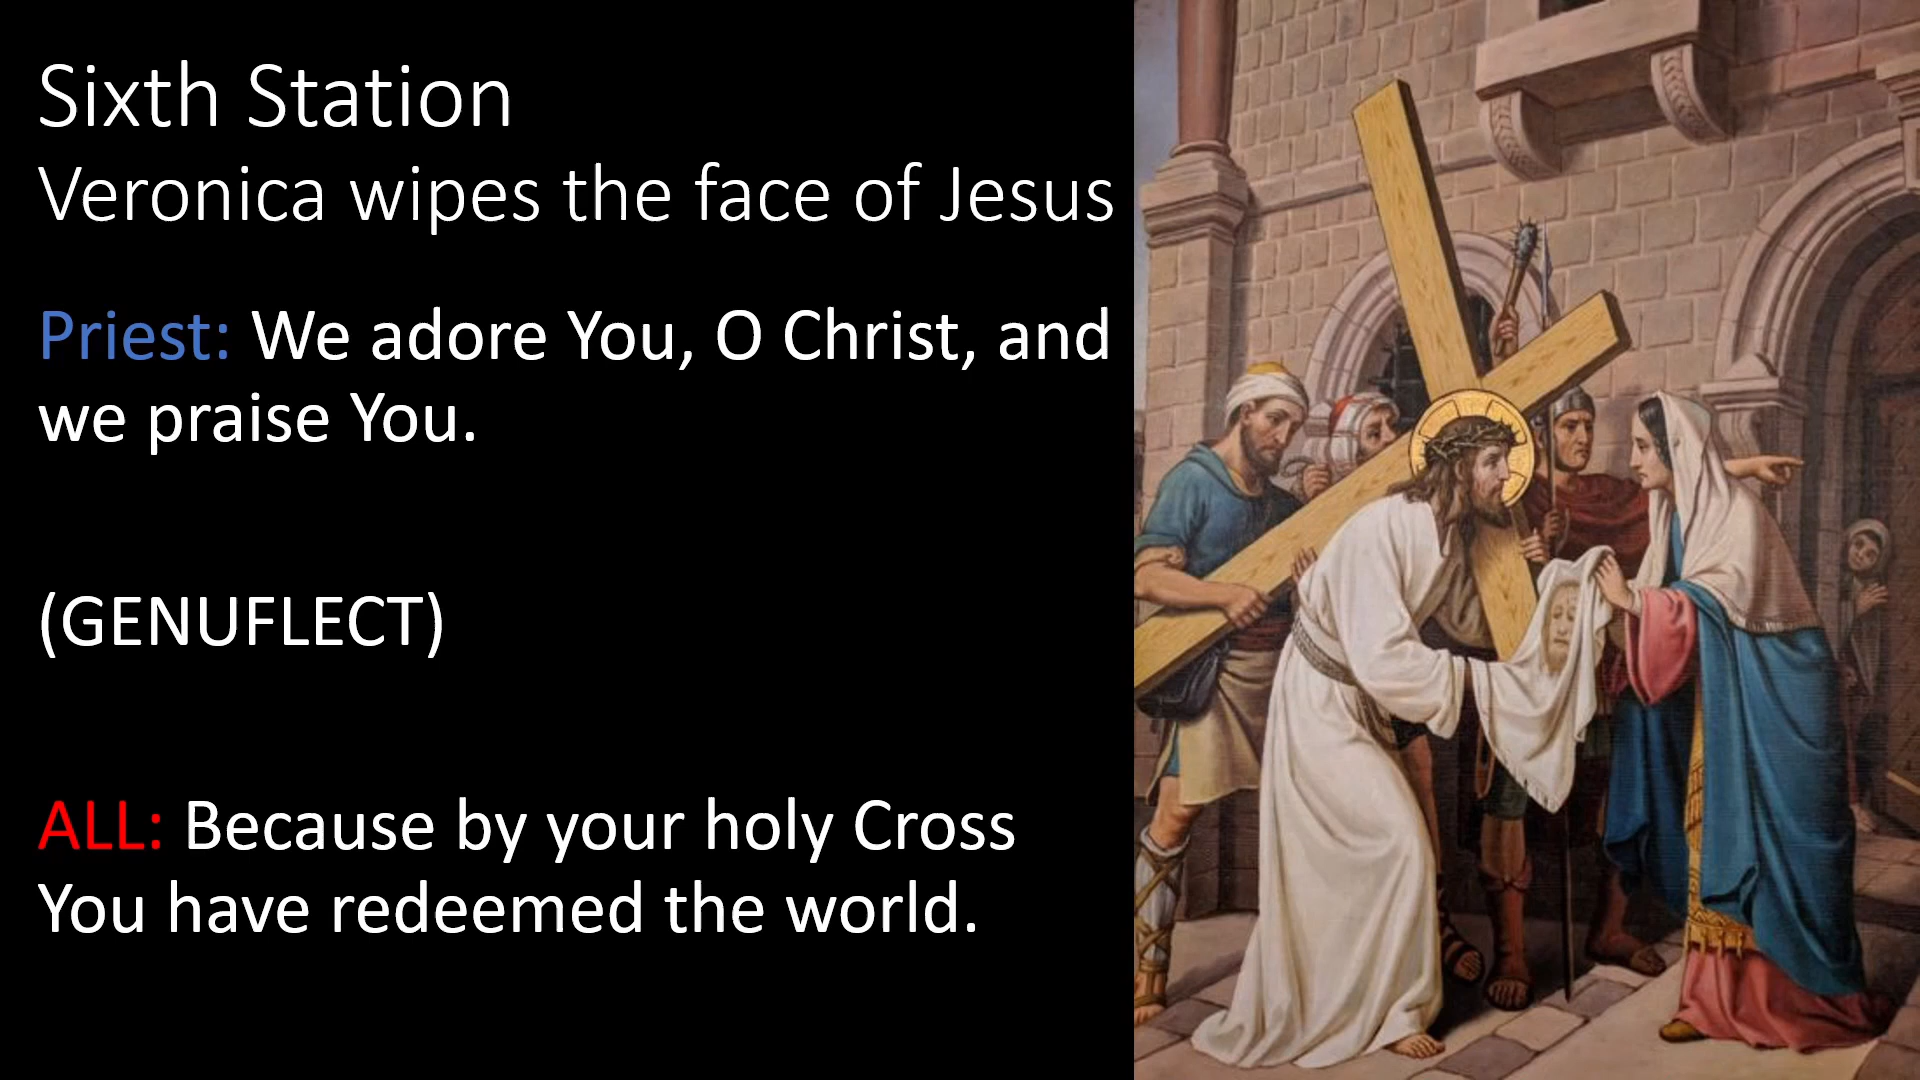 Sixth Station
Veronica wipes the face of Jesus
Priest: We adore You, O Christ, and
we praise You.
(GENUFLECT)
ALL: Because by your holy Cross
You have redeemed the world.